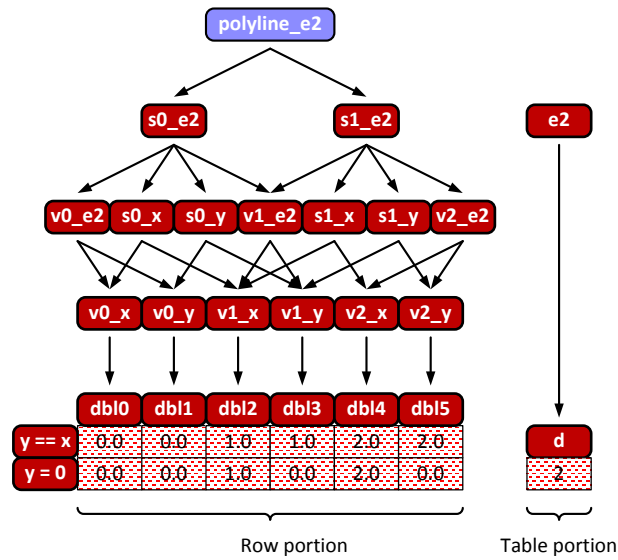 polyline_e2
s0_e2 s1_e2 e2
v0_e2 s0_x s0_y v1_e2 s1_x s1_y v2_e2
v0_x v0_y v1_x v1_y v2_x v2_y
dbl0 dbl1 dbl2 dbl3 dbl4 dbl5
y == x 0.0 0.0 1.0 1.0 2.0 2.0 d
y = 0 0.0 0.0 1.0 0.0 2.0 0.0 2
Row portion Table portion